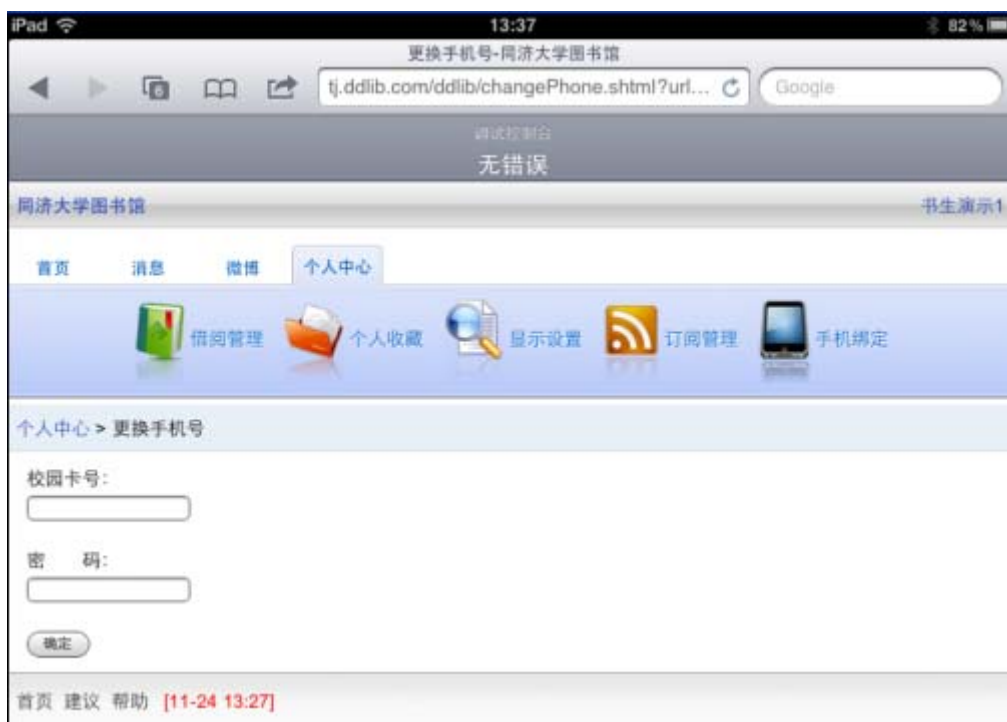 iPad 13:37 82%
更换手机号-同济大学图书馆
tj.ddlib.com/ddlib/changePhone.shtml?url... Google
调试控制台
无错误
同济大学图书馆 书生演示1
首页 消息 微博 个人中心
借阅管理 个人收藏 显示设置 订阅管理 手机绑定
个人中心 > 更换手机号
校园卡号:
密 码:
确定
首页 建议 帮助 [11-24 13:27]